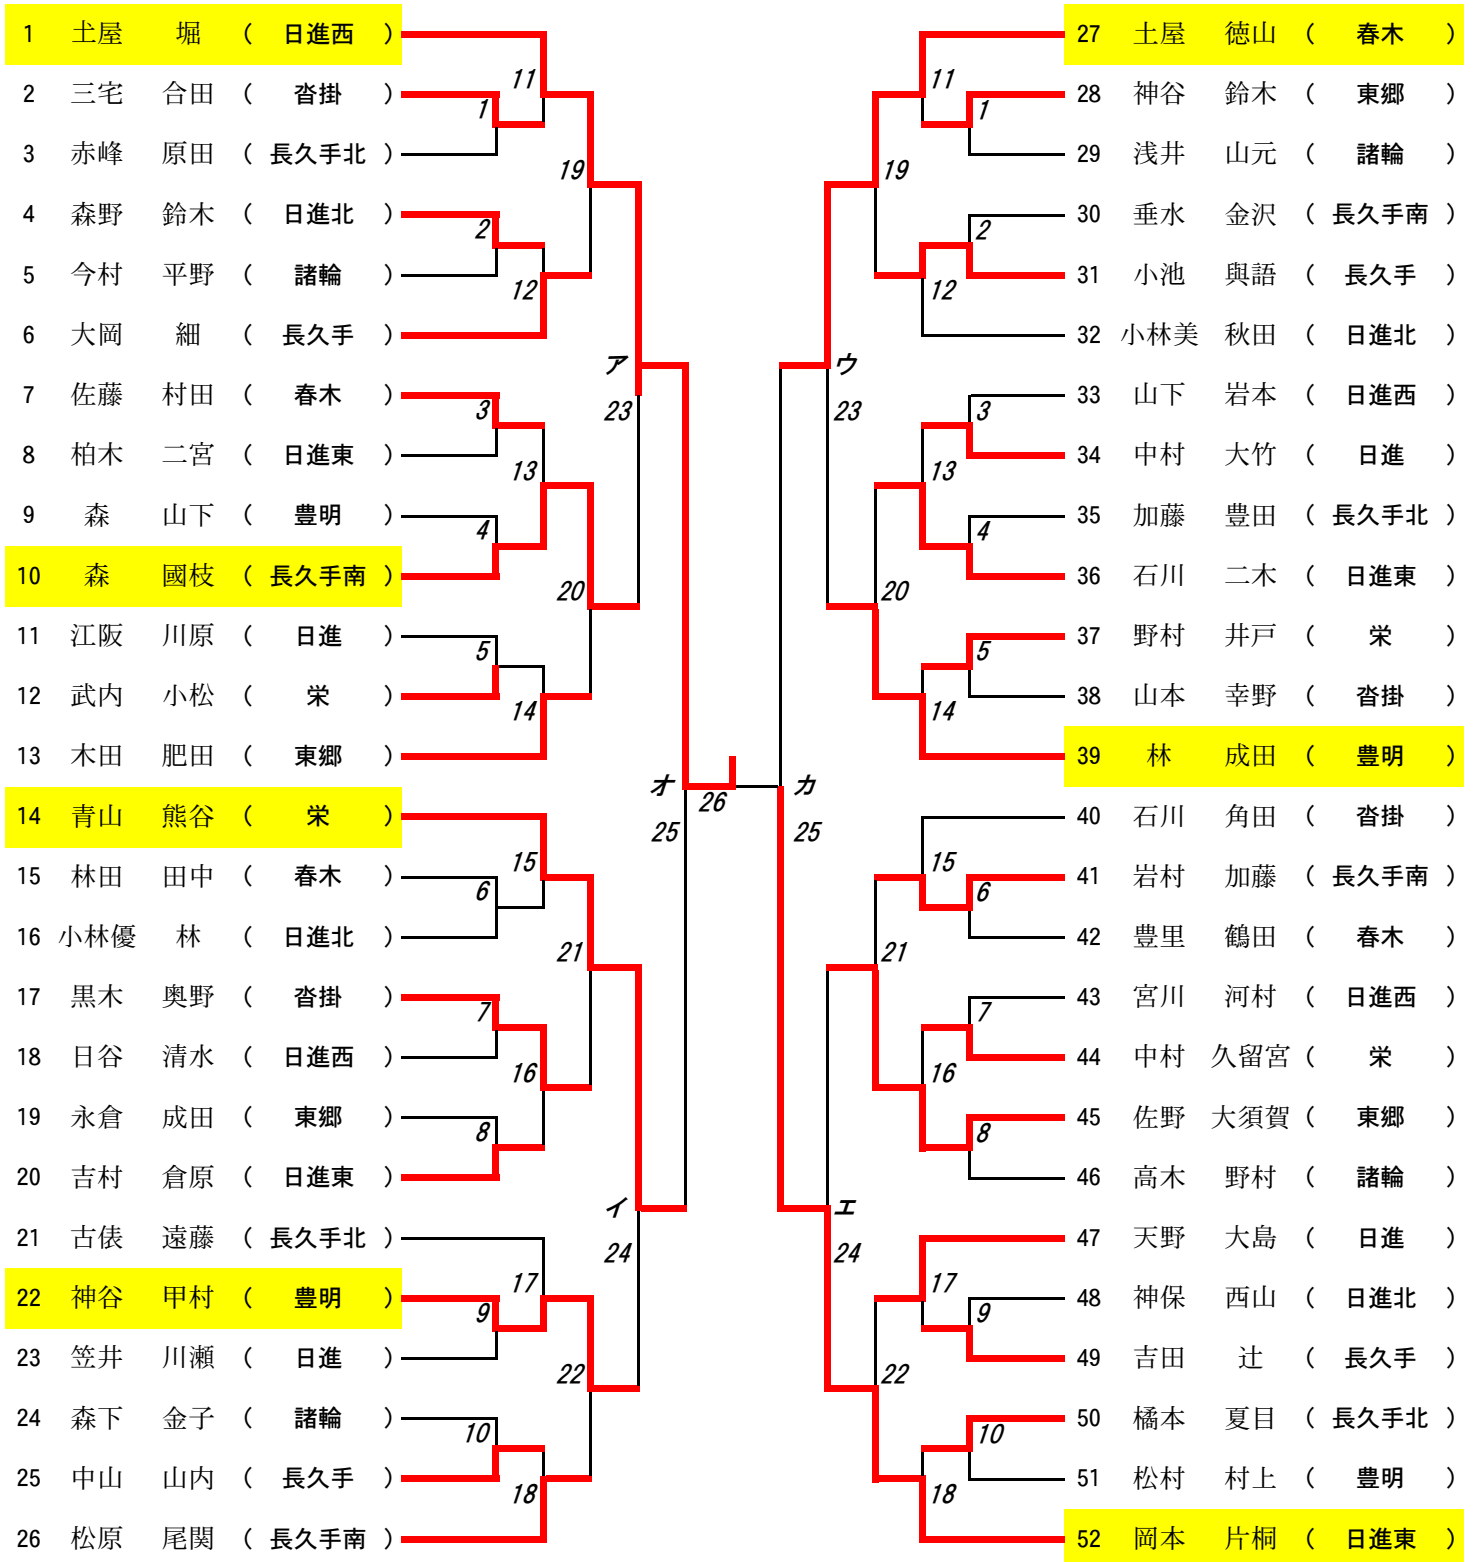 1 土屋 堀 ( 日進西 )
2 三宅 合田 ( 沓掛 )
3 赤峰 原田 ( 長久手北 )
4 森野 鈴木 ( 日進北 )
5 今村 平野 ( 諸輪 )
6 大岡 細 ( 長久手 )
7 佐藤 村田 ( 春木 )
8 柏木 二宮 ( 日進東 )
9 森 山下 ( 豊明 )
10 森 國枝 ( 長久手南 )
11 江阪 川原 ( 日進 )
12 武内 小松 ( 栄 )
13 木田 肥田 ( 東郷 )
14 青山 熊谷 ( 栄 )
15 林田 田中 ( 春木 )
16 小林優 林 ( 日進北 )
17 黒木 奥野 ( 沓掛 )
18 日谷 清水 ( 日進西 )
19 永倉 成田 ( 東郷 )
20 吉村 倉原 ( 日進東 )
21 古俵 遠藤 ( 長久手北 )
22 神谷 甲村 ( 豊明 )
23 笠井 川瀬 ( 日進 )
24 森下 金子 ( 諸輪 )
25 中山 山内 ( 長久手 )
26 松原 尾関 ( 長久手南 )
1
2
3
4
5
6
7
8
9
10
11
12
13
14
15
16
17
18
19
20
21
22
ア
23
イ
24
オ
25
26
カ
25
ウ
23
エ
24
19
20
21
22
11
12
13
14
15
16
17
18
1
2
3
4
5
6
7
8
9
10
27 土屋 徳山 ( 春木 )
28 神谷 鈴木 ( 東郷 )
29 浅井 山元 ( 諸輪 )
30 垂水 金沢 ( 長久手南 )
31 小池 與語 ( 長久手 )
32 小林美 秋田 ( 日進北 )
33 山下 岩本 ( 日進西 )
34 中村 大竹 ( 日進 )
35 加藤 豊田 ( 長久手北 )
36 石川 二木 ( 日進東 )
37 野村 井戸 ( 栄 )
38 山本 幸野 ( 沓掛 )
39 林 成田 ( 豊明 )
40 石川 角田 ( 沓掛 )
41 岩村 加藤 ( 長久手南 )
42 豊里 鶴田 ( 春木 )
43 宮川 河村 ( 日進西 )
44 中村 久留宮 ( 栄 )
45 佐野 大須賀 ( 東郷 )
46 高木 野村 ( 諸輪 )
47 天野 大島 ( 日進 )
48 神保 西山 ( 日進北 )
49 吉田 辻 ( 長久手 )
50 橘本 夏目 ( 長久手北 )
51 松村 村上 ( 豊明 )
52 岡本 片桐 ( 日進東 )